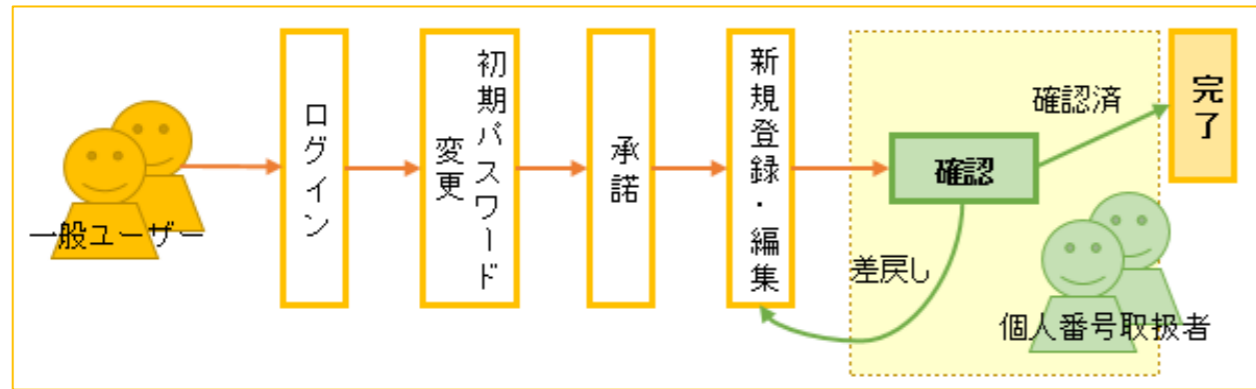 一般ユーザー
ログイン
初期パスワード
変更
承諾
新規登録・編集
確認
確認済
差戻し
個人番号取扱者
完了